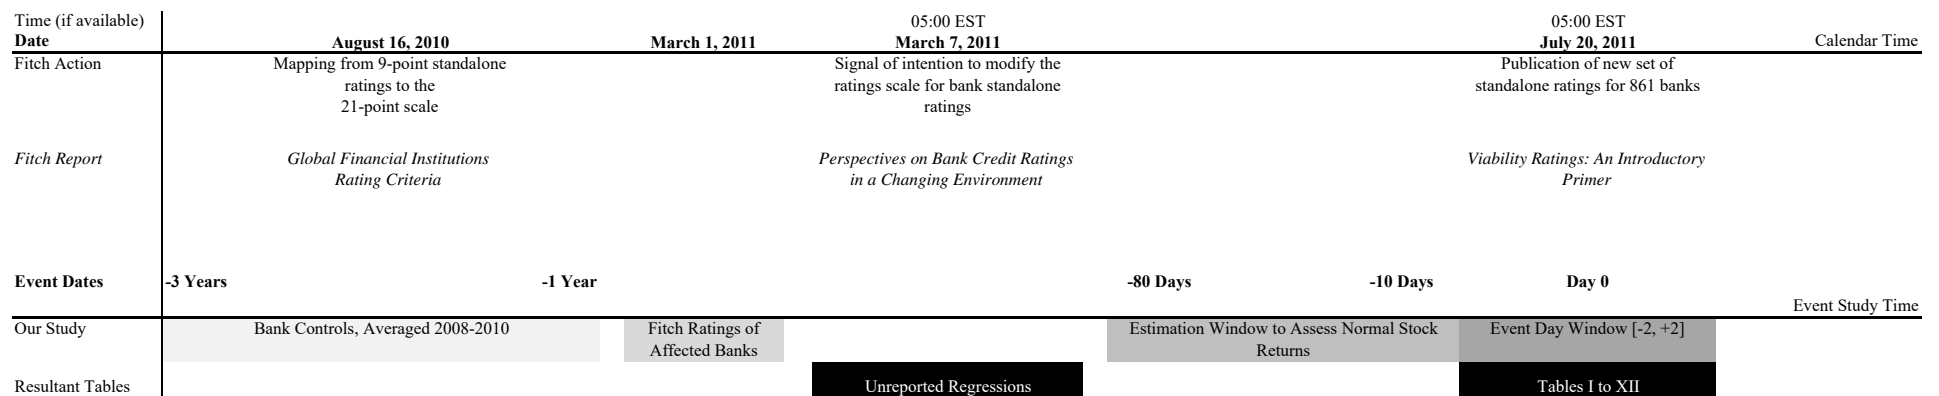 Time (if available) 05:00 EST 05:00 EST
Date August 16, 2010 March 1, 2011 March 7, 2011 July 20, 2011 Calendar Time
Fitch Action Mapping from 9-point standalone Signal of intention to modify the Publication of new set of
ratings to the ratings scale for bank standalone standalone ratings for 861 banks
21-point scale ratings
Fitch Report Global Financial Institutions Perspectives on Bank Credit Ratings Viability Ratings: An Introductory
Rating Criteria in a Changing Environment Primer
Event Dates -3 Years -1 Year -80 Days -10 Days Day 0
Event Study Time
Our Study Bank Controls, Averaged 2008-2010 Fitch Ratings of Estimation Window to Assess Normal Stock Event Day Window [-2, +2]
Affected Banks Returns
Resultant Tables Unreported Regressions Tables I to XII